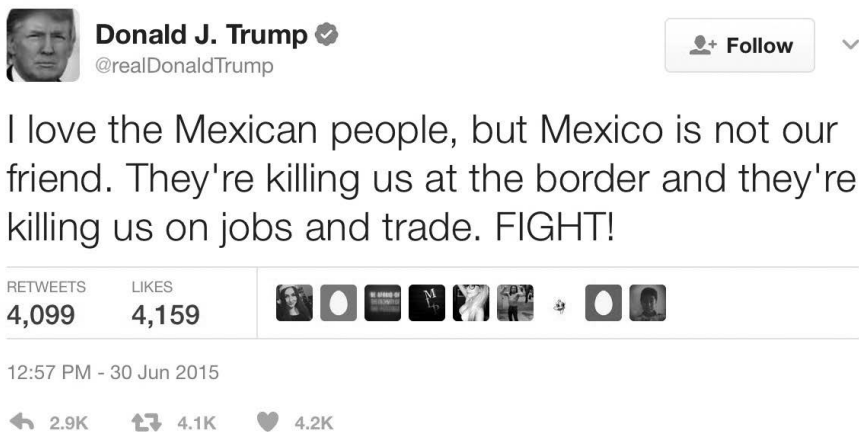 Donald J. Trump
@realDonaldTrump
Follow
I love the Mexican people, but Mexico is not our
friend. They're killing us at the border and they're
killing us on jobs and trade. FIGHT!
RETWEETS LIKES
4,099 4,159
12:57 PM - 30 Jun 2015
2.9K 4.1K 4.2K